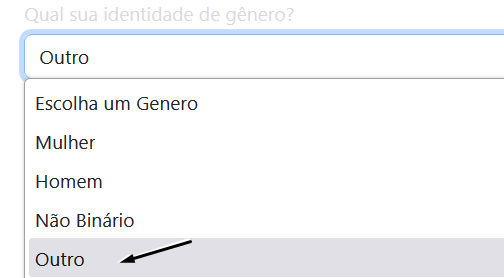 Qual sua identidade de gênero?
Outro
Escolha um Genero
Mulher
Homem
Não Binário
Outro